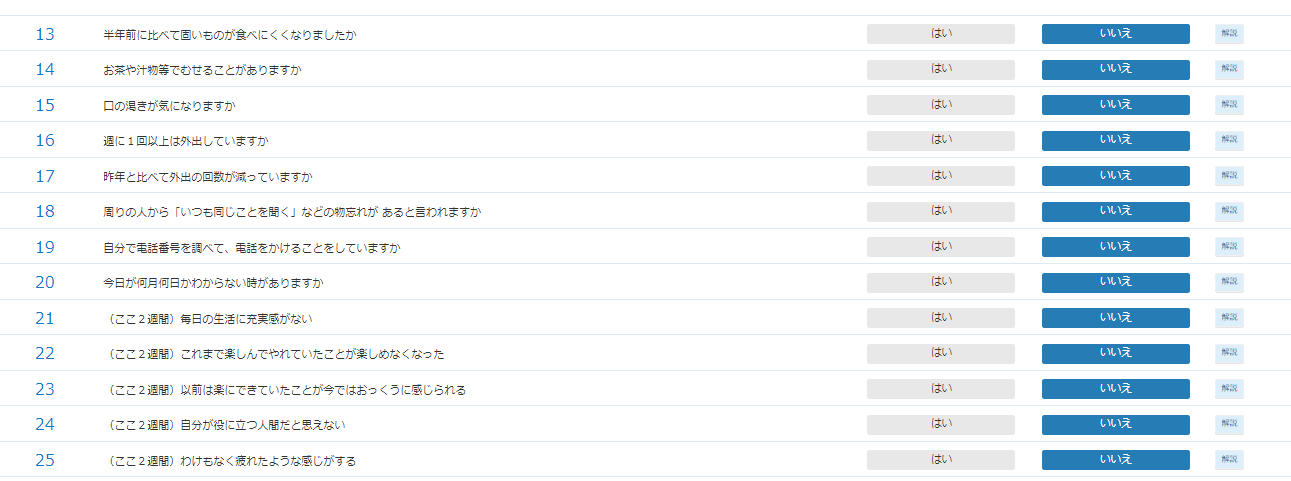 13 半年前に比べて固いものが食べにくくなりましたか はい いいえ 解説
14 お茶や汁物等でむせることがありますか はい いいえ 解説
15 口の渇きが気になりますか はい いいえ 解説
16 週に１回以上は外出していますか はい いいえ 解説
17 昨年と比べて外出の回数が減っていますか はい いいえ 解説
18 周りの人から「いつも同じことを聞く」などの物忘れが あると言われますか はい いいえ 解説
19 自分で電話番号を調べて、電話をかけることをしていますか はい いいえ 解説
20 今日が何月何日かわからない時がありますか はい いいえ 解説
21 （ここ２週間）毎日の生活に充実感がない はい いいえ 解説
22 （ここ２週間）これまで楽しんでやれていたことが楽しめなくなった はい いいえ 解説
23 （ここ２週間）以前は楽にできていたことが今ではおっくうに感じられる はい いいえ 解説
24 （ここ２週間）自分が役に立つ人間だと思えない はい いいえ 解説
25 （ここ２週間）わけもなく疲れたような感じがする はい いいえ 解説